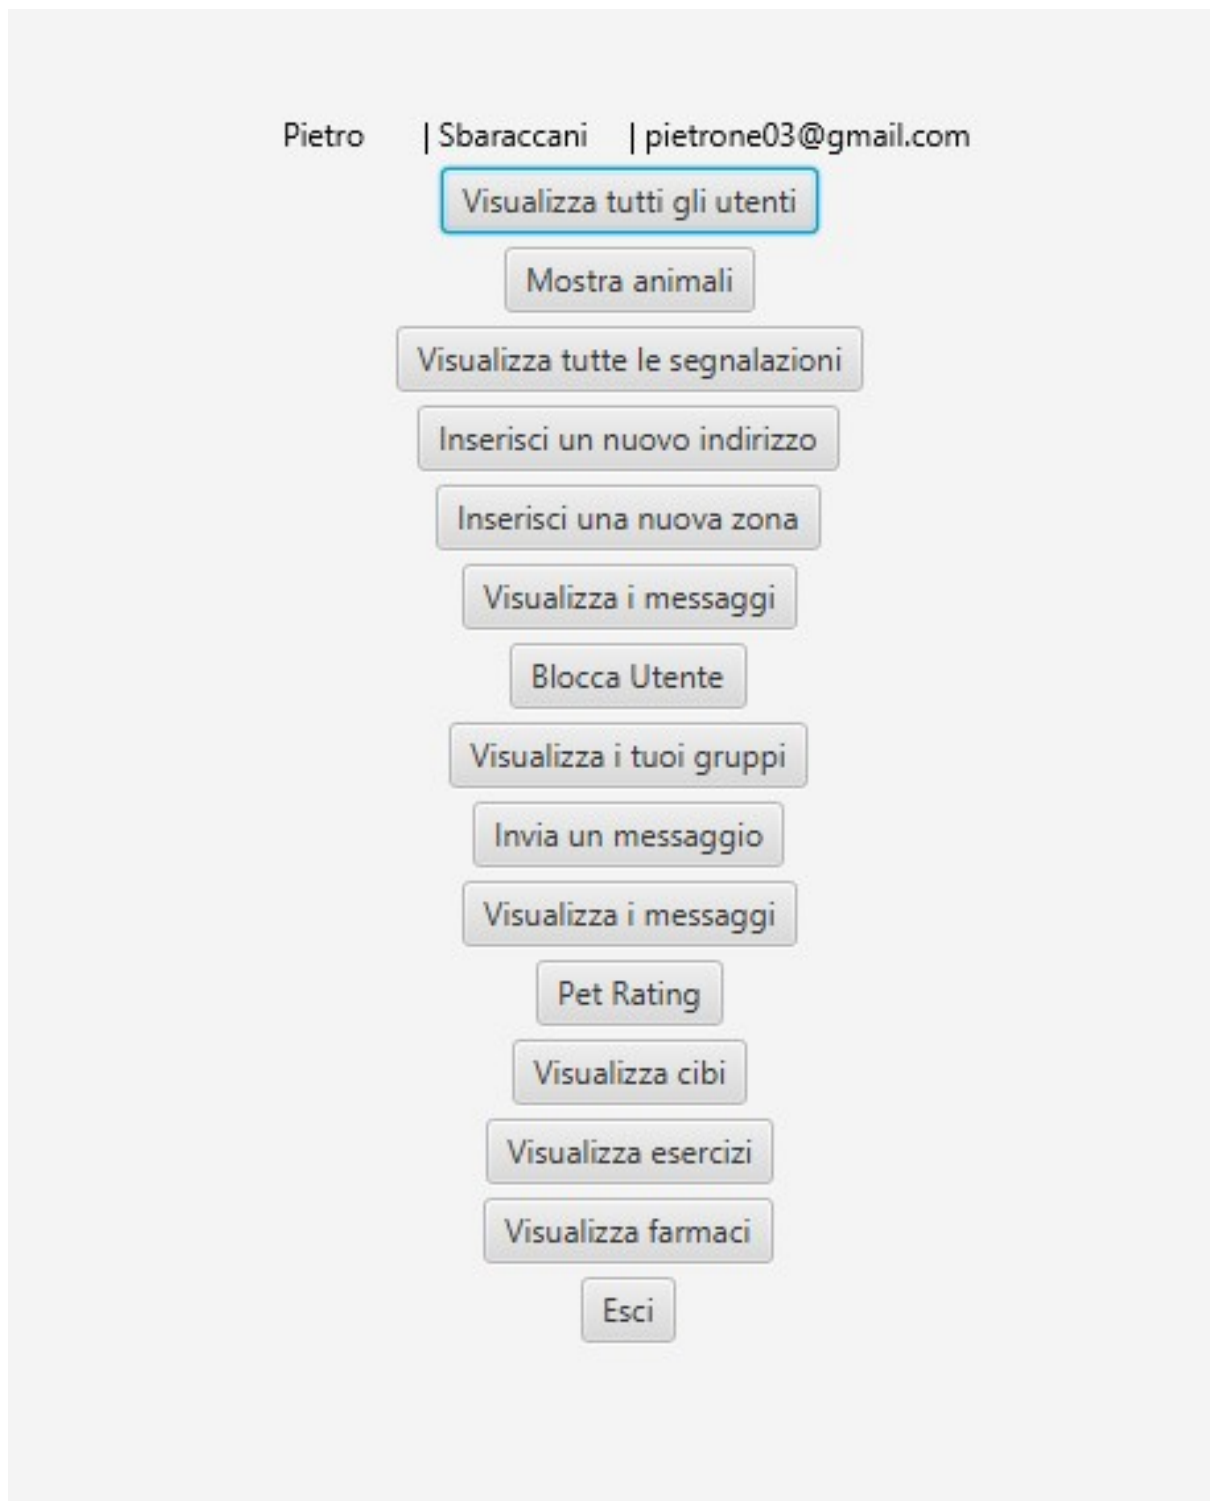 Pietro | Sbaraccani | pietrone03@gmail.com
Visualizza tutti gli utenti
Mostra animali
Visualizza tutte le segnalazioni
Inserisci un nuovo indirizzo
Inserisci una nuova zona
Visualizza i messaggi
Blocca Utente
Visualizza i tuoi gruppi
Invia un messaggio
Visualizza i messaggi
Pet Rating
Visualizza cibi
Visualizza esercizi
Visualizza farmaci
Esci